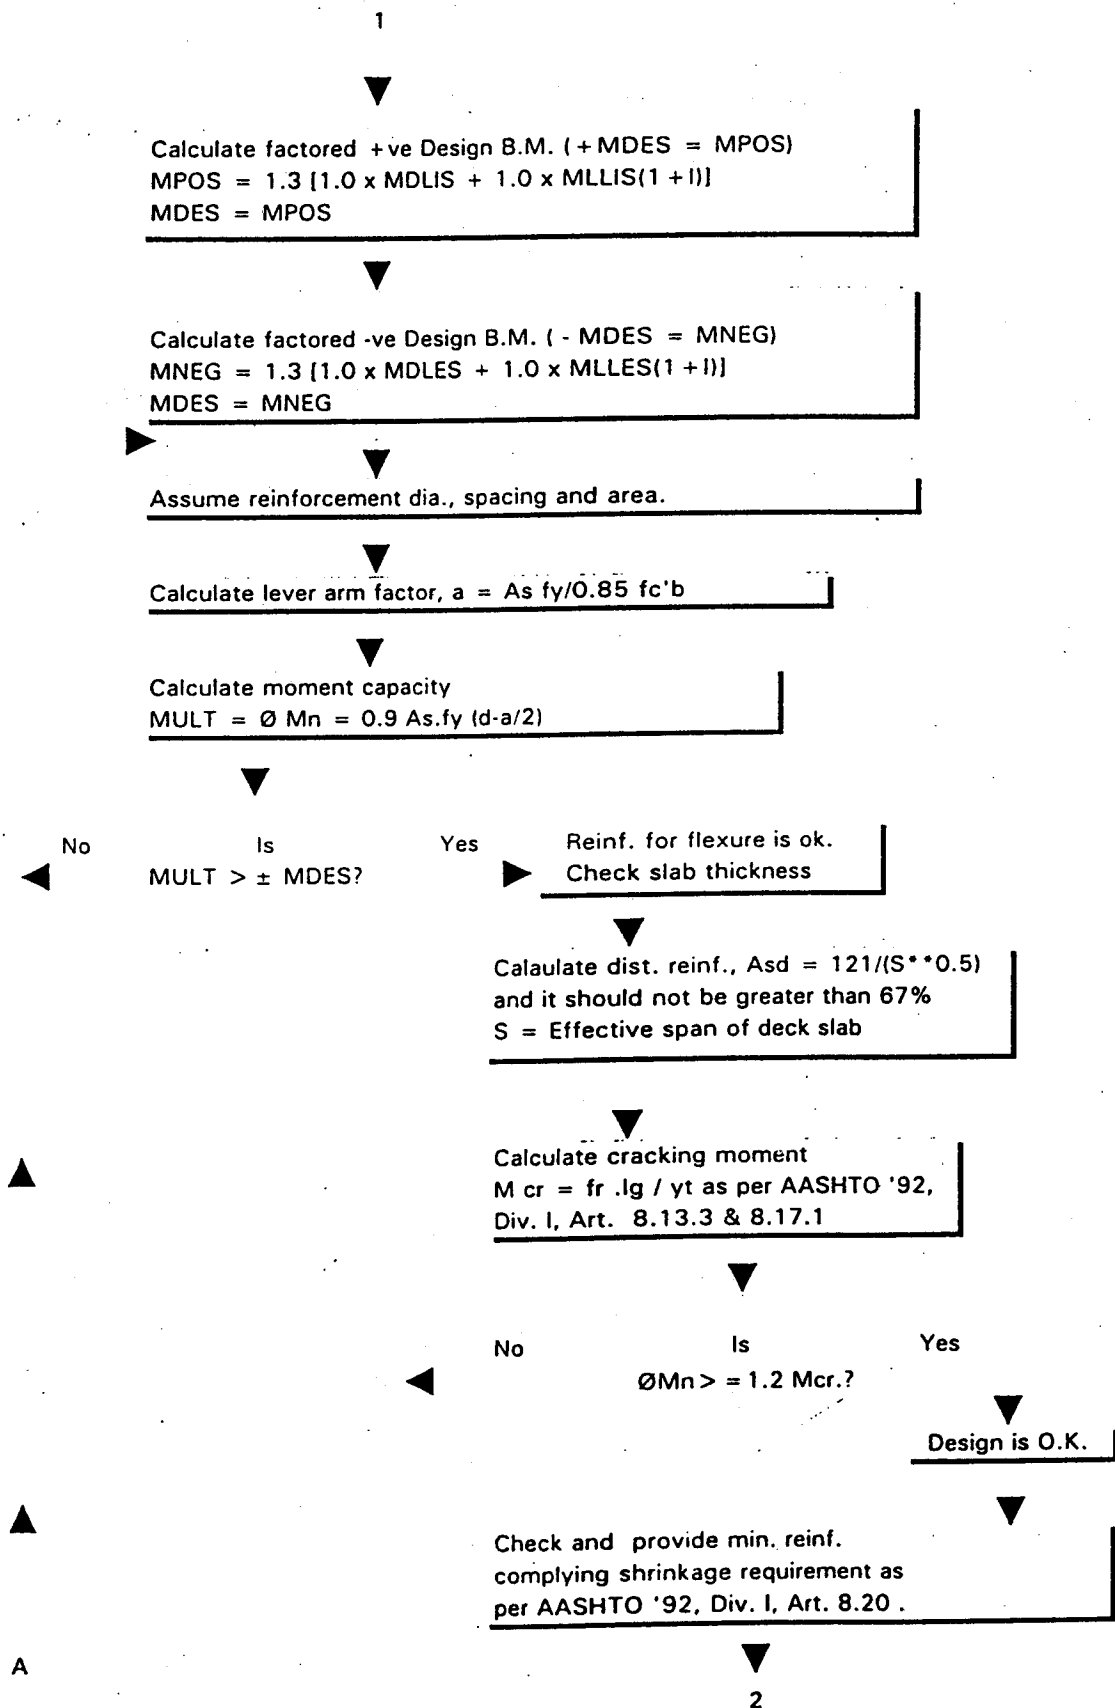 1
Calculate factored +ve Design B.M. ( + MDES = MPOS)
MPOS = 1.3 [1.0 x MDLIS + 1.0 x MLLIS(1 + I)]
MDES = MPOS
Calculate factored -ve Design B.M. ( - MDES = MNEG)
MNEG = 1.3 [1.0 x MDLES + 1.0 x MLLES(1 + I)]
MDES = MNEG
Assume reinforcement dia., spacing and area.
Calculate lever arm factor, a = As fy/0.85 fc'b
Calculate moment capacity
MULT = Ø Mn = 0.9 As.fy (d-a/2)
No Is Yes
MULT > ± MDES?
Reinf. for flexure is ok.
Check slab thickness
Calaulate dist. reinf., Asd = 121/(S**0.5)
and it should not be greater than 67%
S = Effective span of deck slab
Calculate cracking moment
M cr = fr .Ig / yt as per AASHTO '92,
Div. I, Art. 8.13.3 & 8.17.1
No Is Yes
ØMn > = 1.2 Mcr.?
Design is O.K.
Check and provide min. reinf.
complying shrinkage requirement as
per AASHTO '92, Div. I, Art. 8.20 .
A
2